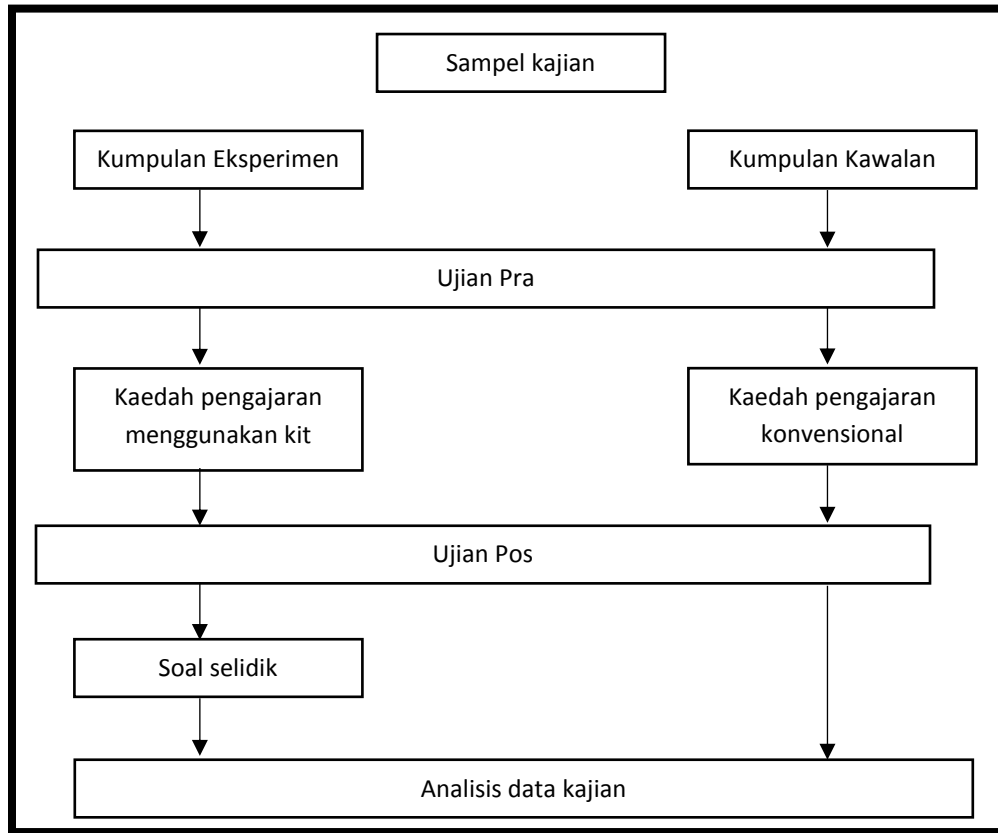 Sampel kajian
Kumpulan Eksperimen
Kumpulan Kawalan
Ujian Pra
Kaedah pengajaran
menggunakan kit
Kaedah pengajaran
konvensional
Ujian Pos
Soal selidik
Analisis data kajian